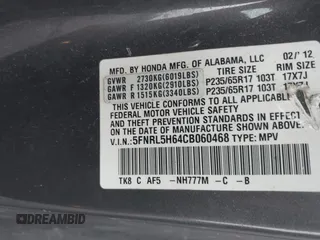 MFD. BY HONDA MFG. OF ALABAMA, LLC 02/'12
GVWR 2730KG(6019LBS) TIRE SIZE RIM SIZE
GAWR F 1320KG(2910LBS) P235/65R17 103T 17X7J
GAWR R 1515KG(3340LBS) P235/65R17 103T 17X7J
THIS VEHICLE CONFORMS TO ALL APPLICABLE
FEDERAL MOTOR VEHICLE SAFETY AND
THEFT PREVENTION STANDARDS IN EFFECT ON THE
DATE OF MANUFACTURE SHOWN ABOVE.
V.I.N.: 5FNRL5H64CB060468 TYPE: MPV
TK8 C AF5 -NH777M -C -B
DREAMBID